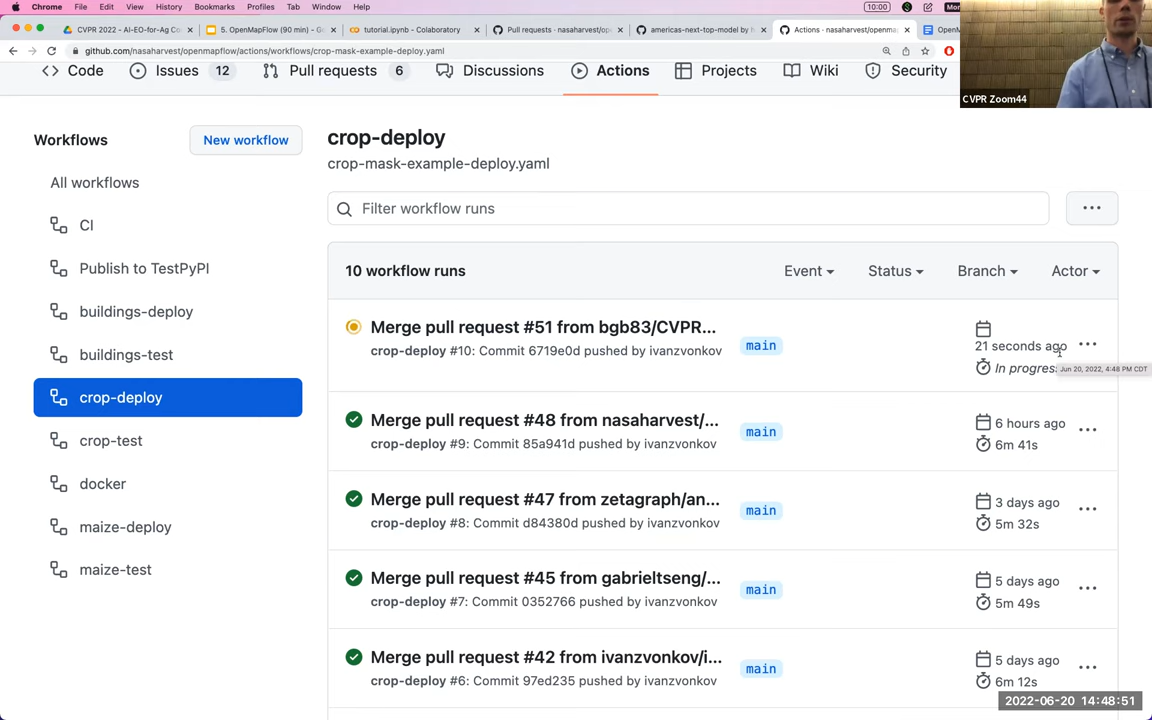 Chrome File Edit View History Bookmarks Profiles Tab Window Help 10:00
CVPR 2022 - AI-EO-for-Ag Co
5. OpenMapFlow (90 min) - G
tutorial.ipynb - Colaboratory
Pull requests · nasaharvest/op
americas-next-top-model by h
Actions · nasaharvest/openma
github.com/nasaharvest/openmapflow/actions/workflows/crop-mask-example-deploy.yaml
Code
Issues 12
Pull requests 6
Discussions
Actions
Projects
Wiki
Security
CVPR Zoom44
Workflows
New workflow
All workflows
CI
Publish to TestPyPI
buildings-deploy
buildings-test
crop-deploy
crop-test
docker
maize-deploy
maize-test
crop-deploy
crop-mask-example-deploy.yaml
Filter workflow runs
10 workflow runs
Event
Status
Branch
Actor
Merge pull request #51 from bgb83/CVPR...
crop-deploy #10: Commit 6719e0d pushed by ivanzvonkov
main
21 seconds ago
In progress
Jun 20, 2022, 4:48 PM CDT
Merge pull request #48 from nasaharvest/...
crop-deploy #9: Commit 85a941d pushed by ivanzvonkov
main
6 hours ago
6m 41s
Merge pull request #47 from zetagraph/an...
crop-deploy #8: Commit d84380d pushed by ivanzvonkov
main
3 days ago
5m 32s
Merge pull request #45 from gabrieltseng/...
crop-deploy #7: Commit 0352766 pushed by ivanzvonkov
main
5 days ago
5m 49s
Merge pull request #42 from ivanzvonkov/i...
crop-deploy #6: Commit 97ed235 pushed by ivanzvonkov
main
5 days ago
6m 12s
2022-06-20 14:48:51